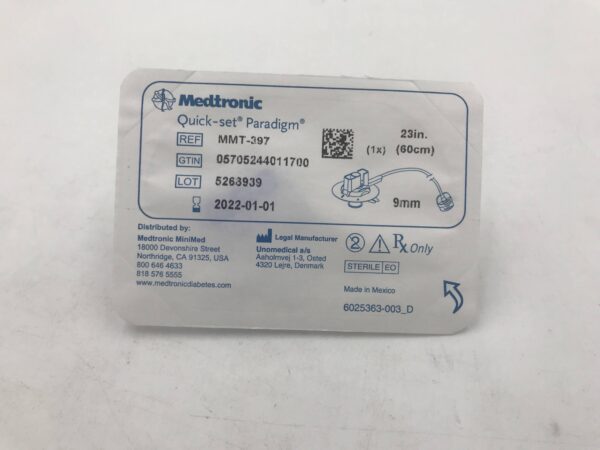 Medtronic
Quick-set® Paradigm®
REF MMT-397
GTIN 05705244011700
LOT 5263939
2022-01-01
23in.
(1x) (60cm)
9mm
Distributed by:
Medtronic MiniMed
18000 Devonshire Street
Northridge, CA 91325, USA
800 646 4633
818 576 5555
www.medtronicdiabetes.com
Legal Manufacturer
Unomedical a/s
Aaholmvej 1-3, Osted
4320 Lejre, Denmark
2
Rx Only
STERILE EO
Made in Mexico
6025363-003_D